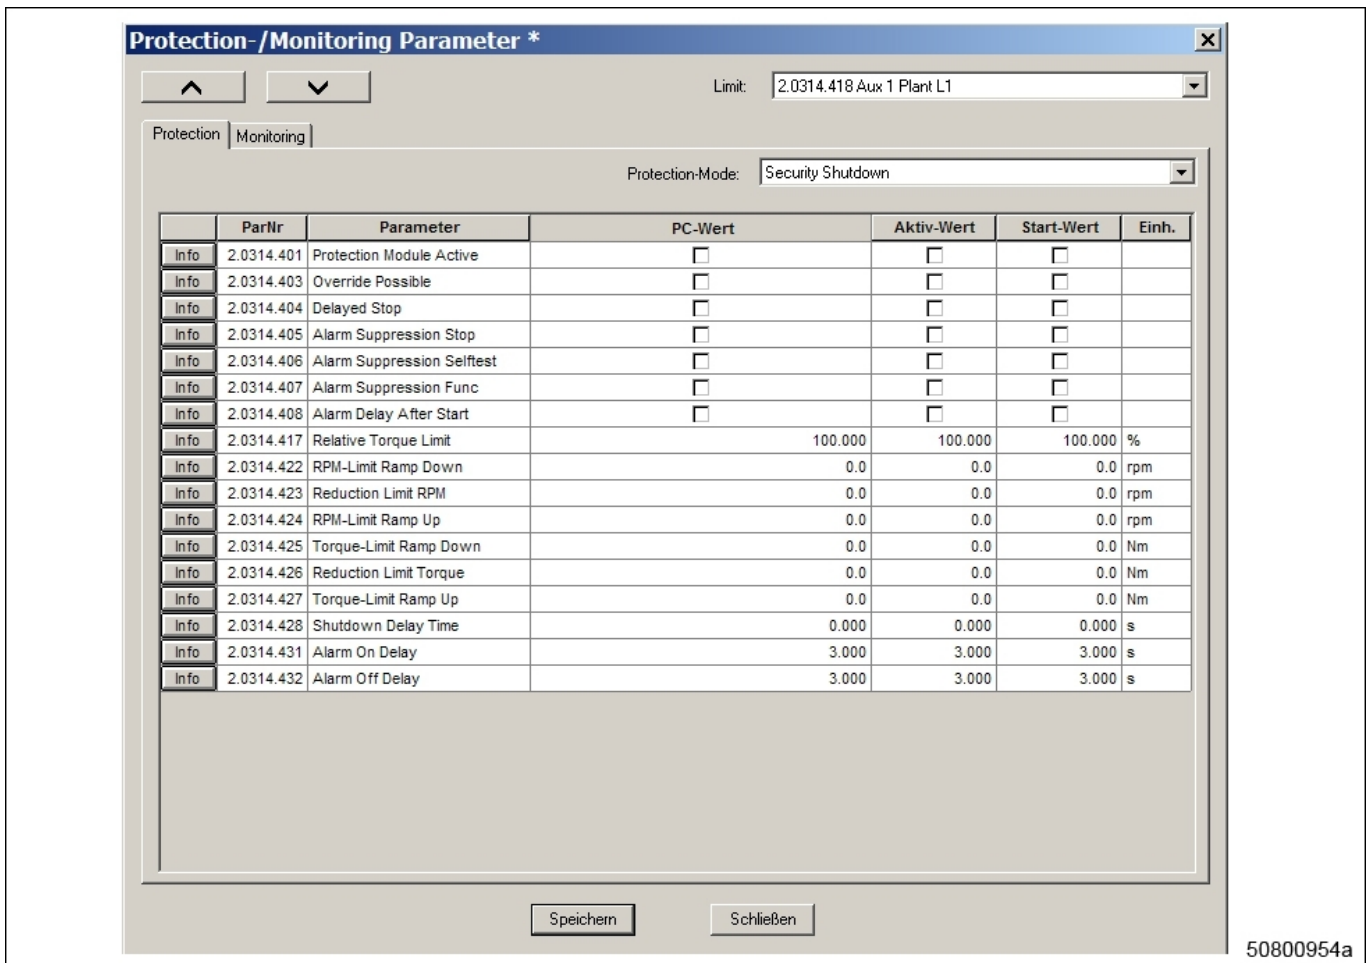 Protection-/Monitoring Parameter *
Limit: 2.0314.418 Aux 1 Plant L1
Protection Monitoring
Protection-Mode: Security Shutdown
ParNr Parameter PC-Wert Aktiv-Wert Start-Wert Einh.
Info 2.0314.401 Protection Module Active
Info 2.0314.403 Override Possible
Info 2.0314.404 Delayed Stop
Info 2.0314.405 Alarm Suppression Stop
Info 2.0314.406 Alarm Suppression Selftest
Info 2.0314.407 Alarm Suppression Func
Info 2.0314.408 Alarm Delay After Start
Info 2.0314.417 Relative Torque Limit 100.000 100.000 100.000 %
Info 2.0314.422 RPM-Limit Ramp Down 0.0 0.0 0.0 rpm
Info 2.0314.423 Reduction Limit RPM 0.0 0.0 0.0 rpm
Info 2.0314.424 RPM-Limit Ramp Up 0.0 0.0 0.0 rpm
Info 2.0314.425 Torque-Limit Ramp Down 0.0 0.0 0.0 Nm
Info 2.0314.426 Reduction Limit Torque 0.0 0.0 0.0 Nm
Info 2.0314.427 Torque-Limit Ramp Up 0.0 0.0 0.0 Nm
Info 2.0314.428 Shutdown Delay Time 0.000 0.000 0.000 s
Info 2.0314.431 Alarm On Delay 3.000 3.000 3.000 s
Info 2.0314.432 Alarm Off Delay 3.000 3.000 3.000 s
Speichern Schließen
50800954a